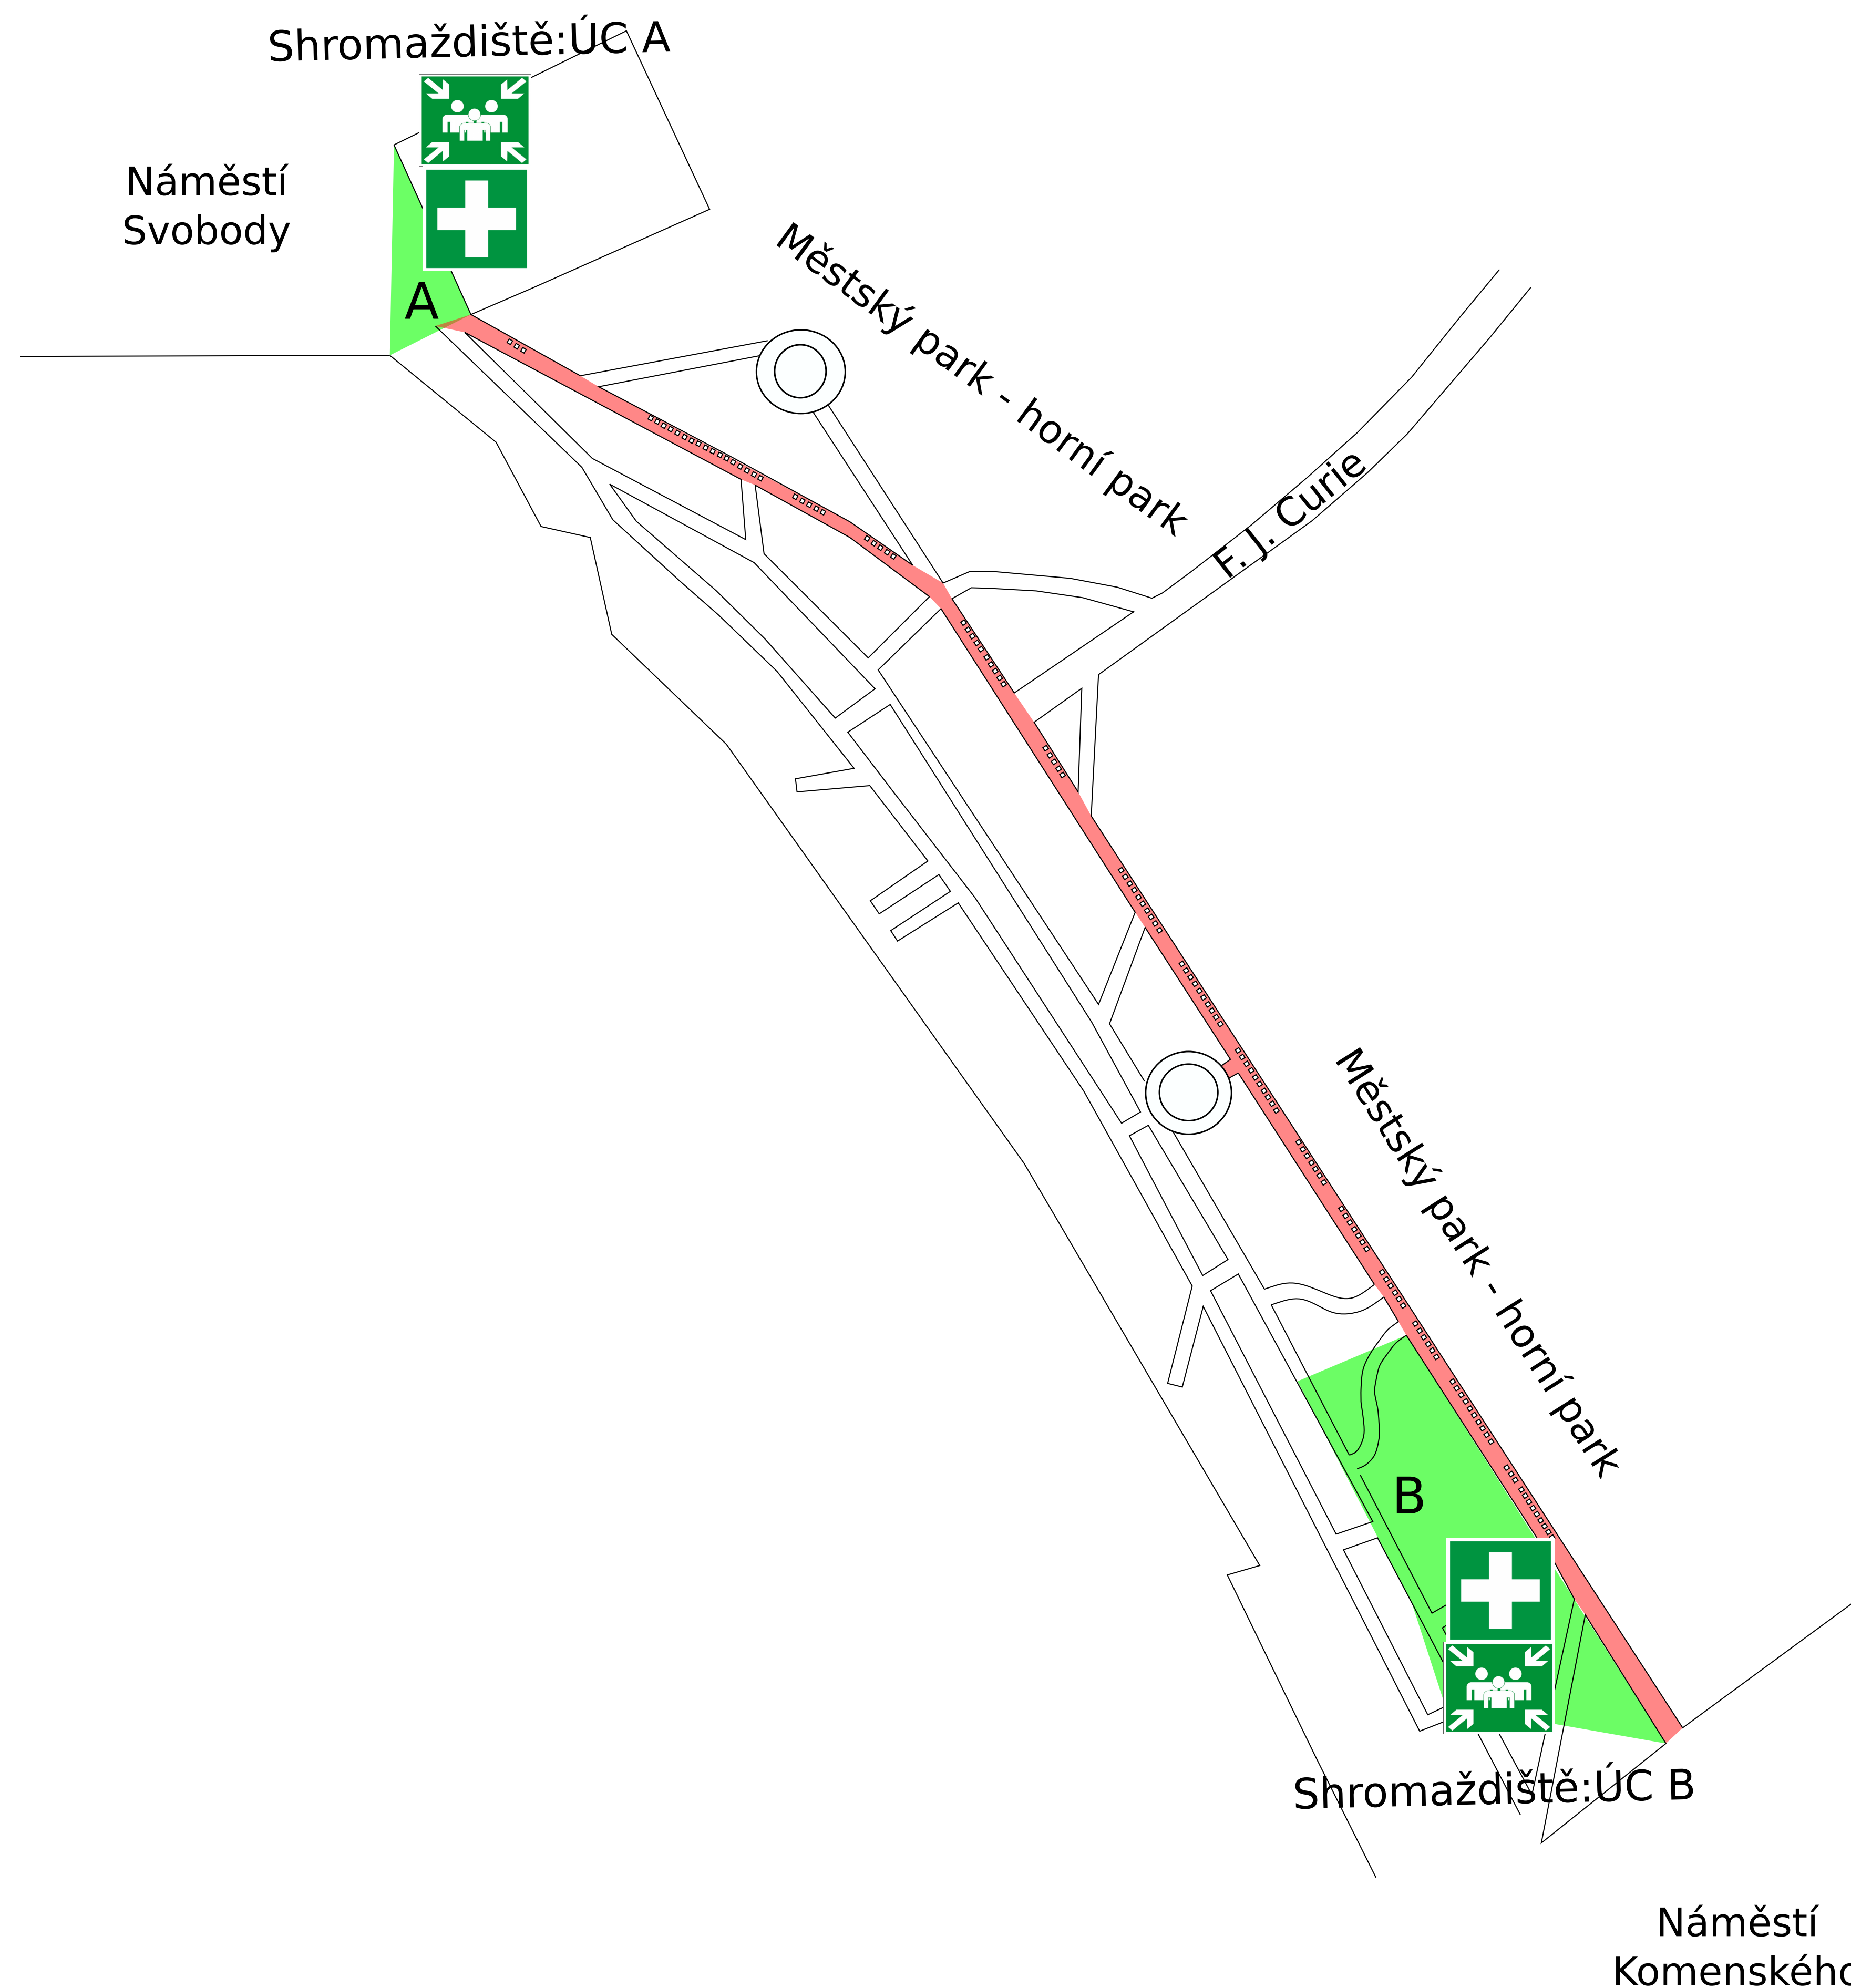 Shromaždiště:ÚC A
Náměstí
Svobody
A
Městský park - horní park
F. J. Curie
Městský park - horní park
B
Shromaždiště:ÚC B
Náměstí
Komenského